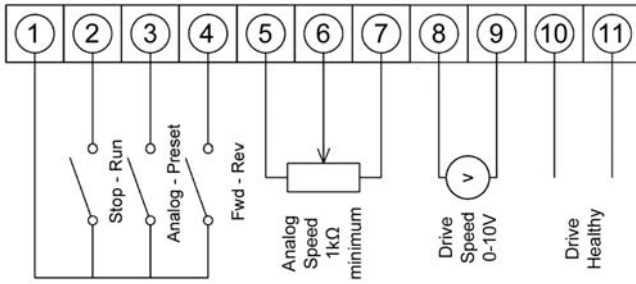 1 2 3 4 5 6 7 8 9 10 11
Stop - Run
Analog - Preset
Fwd - Rev
Analog
Speed
1kΩ
minimum
V
Drive
Speed
0-10V
Drive
Healthy